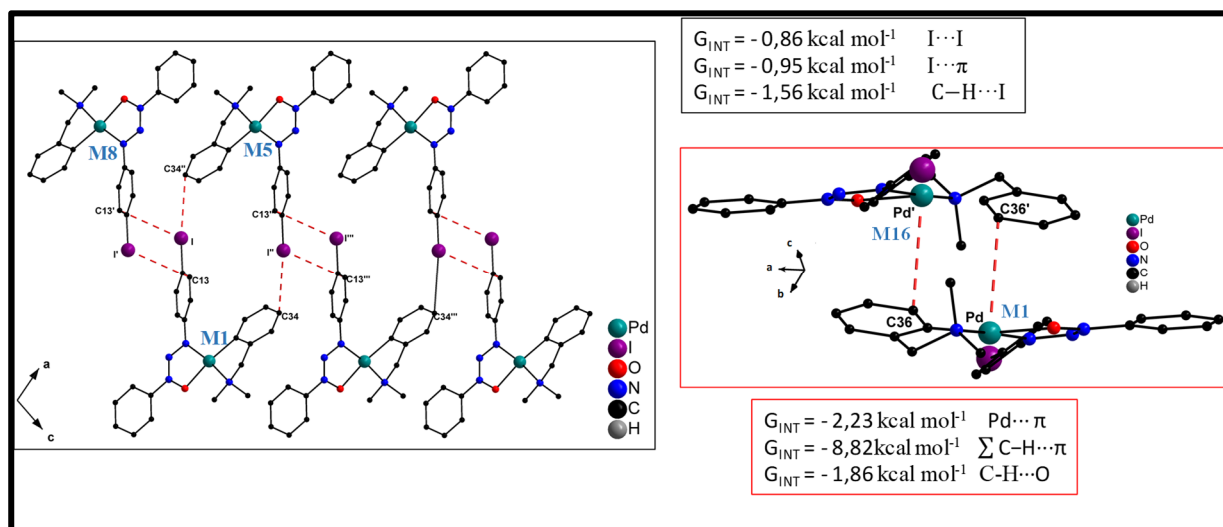 G_INT = - 0,86 kcal mol⁻¹ I···I
G_INT = - 0,95 kcal mol⁻¹ I···π
G_INT = - 1,56 kcal mol⁻¹ C–H···I
M8
M5
C34"
C13'
C13"
I
I'''
I'
I"
C13
C13'''
C34
C34'''
M1
a
c
Pd
I
O
N
C
H
Pd'
C36'
M16
c
a
b
Pd
I
O
N
C
H
M1
Pd
C36
G_INT = - 2,23 kcal mol⁻¹ Pd··· π
G_INT = -8,82kcal mol⁻¹ ∑ C–H···π
G_INT = -1,86 kcal mol⁻¹ C-H···O